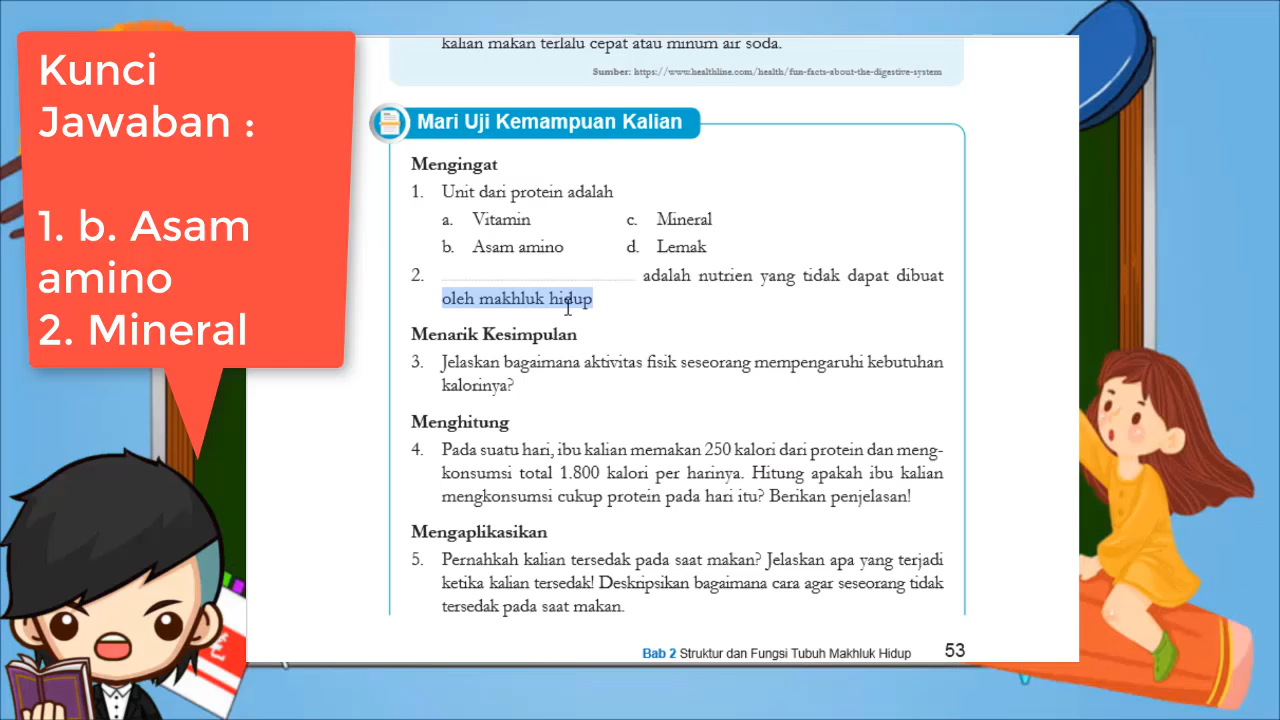 Kunci
Jawaban :
1. b. Asam
amino
2. Mineral
kalian makan terlalu cepat atau minum air soda.
Sumber: https://www.healthline.com/health/fun-facts-about-the-digestive-system
Mari Uji Kemampuan Kalian
Mengingat
1. Unit dari protein adalah
a. Vitamin c. Mineral
b. Asam amino d. Lemak
2. adalah nutrien yang tidak dapat dibuat
oleh makhluk hidup
Menarik Kesimpulan
3. Jelaskan bagaimana aktivitas fisik seseorang mempengaruhi kebutuhan
kalorinya?
Menghitung
4. Pada suatu hari, ibu kalian memakan 250 kalori dari protein dan meng-
konsumsi total 1.800 kalori per harinya. Hitung apakah ibu kalian
mengkonsumsi cukup protein pada hari itu? Berikan penjelasan!
Mengaplikasikan
5. Pernahkah kalian tersedak pada saat makan? Jelaskan apa yang terjadi
ketika kalian tersedak! Deskripsikan bagaimana cara agar seseorang tidak
tersedak pada saat makan.
Bab 2 Struktur dan Fungsi Tubuh Makhluk Hidup 53